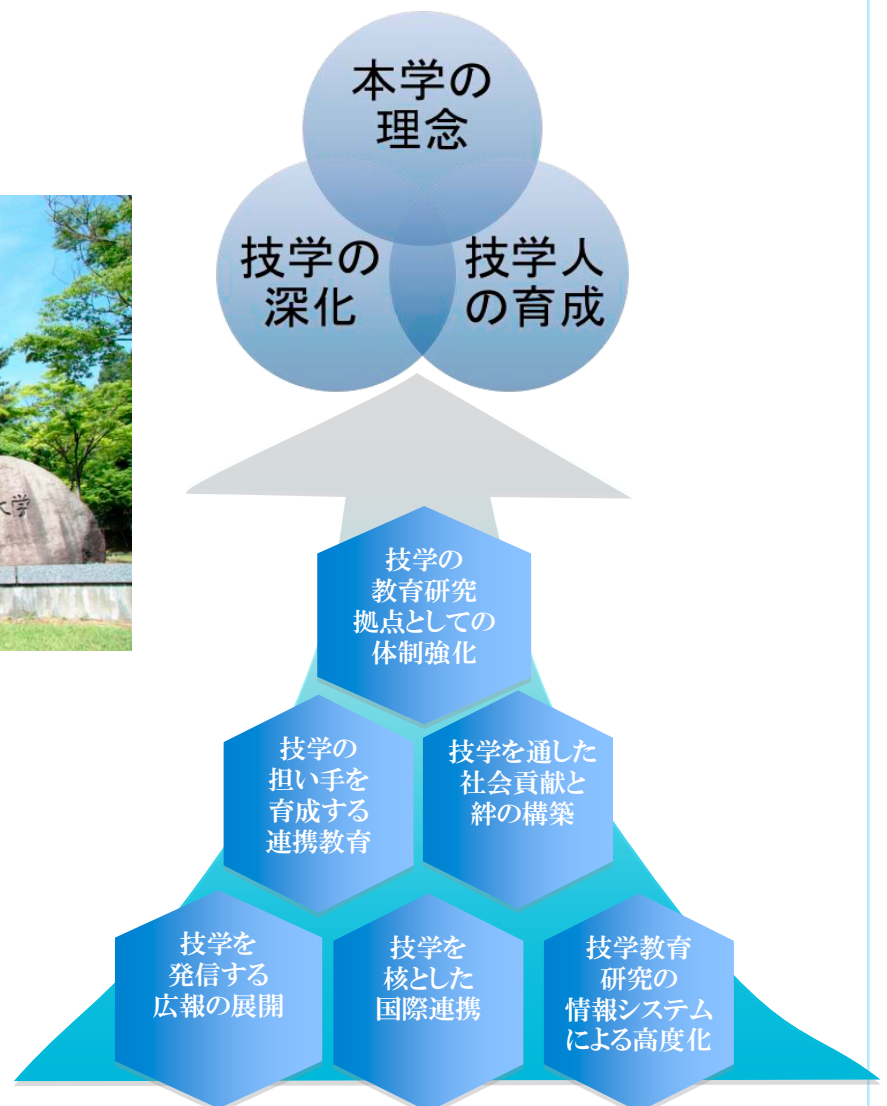 本学の
理念
技学の
深化
技学人
の育成
大学
技学の
教育研究
拠点としての
体制強化
技学の
担い手を
育成する
連携教育
技学を通した
社会貢献と
絆の構築
技学を
発信する
広報の展開
技学を
核とした
国際連携
技学教育
研究の
情報システム
による高度化